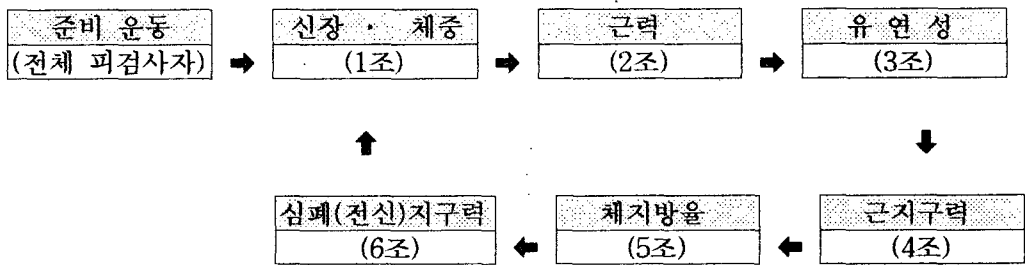 준비 운동
(전체 피검사자)
신장 · 체중
(1조)
근력
(2조)
유 연 성
(3조)
심폐(전신)지구력
(6조)
체지방율
(5조)
근지구력
(4조)